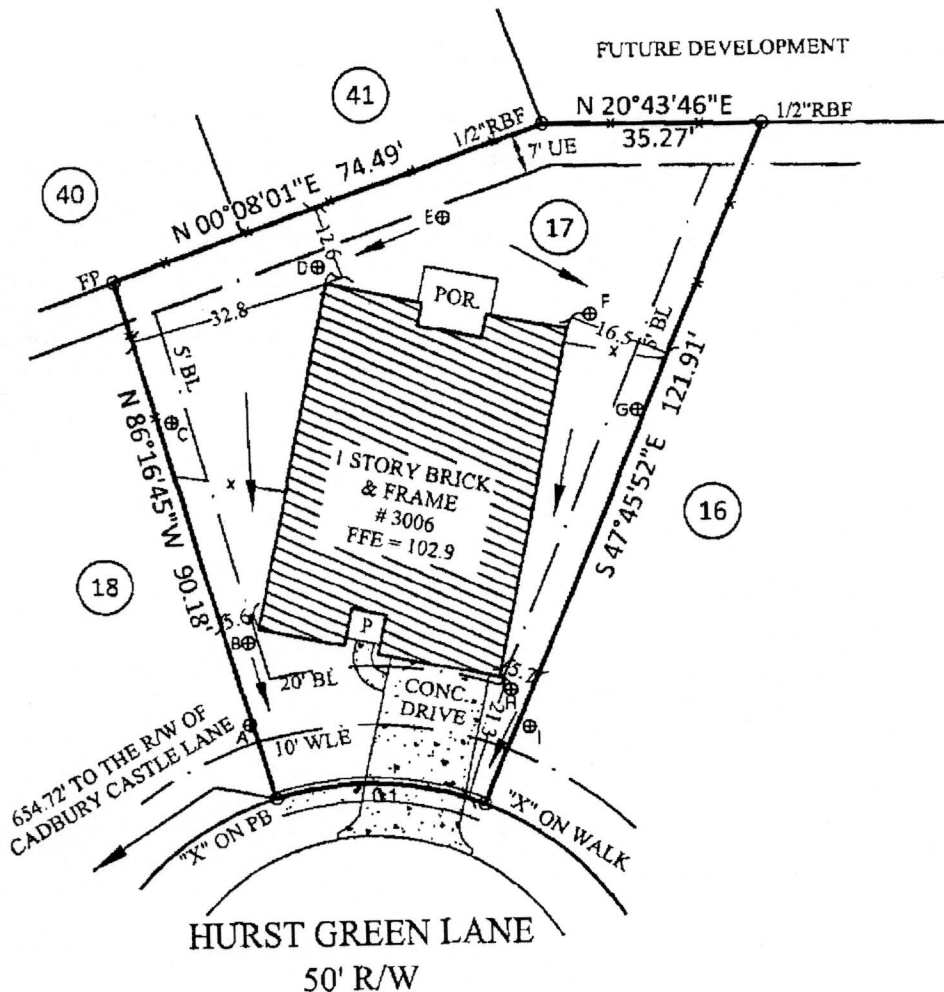 FUTURE DEVELOPMENT
41
N 20°43'46"E
1/2"RBF
1/2"RBF
35.27'
7' UE
40
N 00°08'01"E 74.49'
17
E
12.6
D
FP
POR.
F
32.8
16.5
5' BL
5' BL
x
G
C
S 47°45'52"E 121.91'
N 86°16'45"W 90.18'
1 STORY BRICK
& FRAME
# 3006
FFE = 102.9
x
16
18
5.6
B
P
20' BL
5.7
CONC.
DRIVE
H
21.3
I
A
10' WLE
654.72' TO THE R/W OF
CADBURY CASTLE LANE
"X" ON PB
"X" ON WALK
HURST GREEN LANE
50' R/W